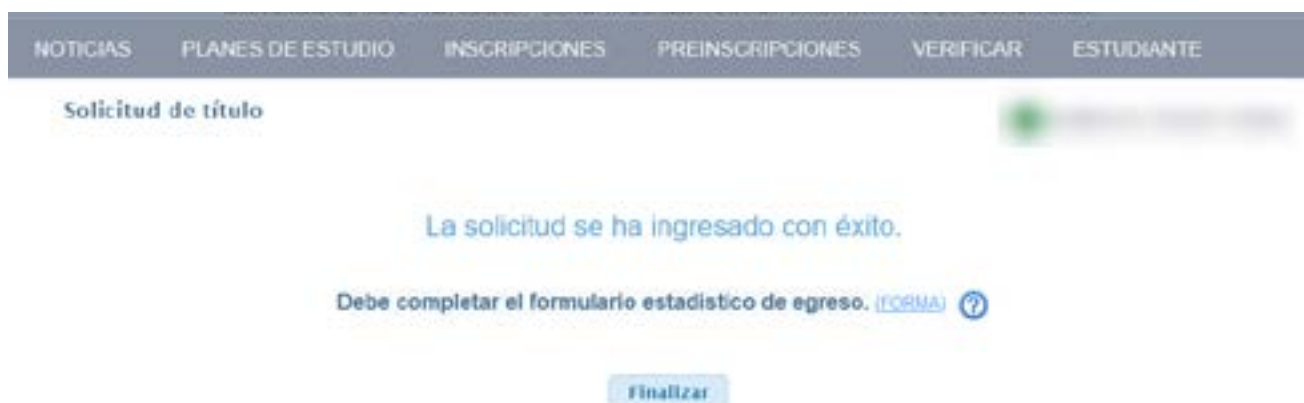 NOTICIAS PLANES DE ESTUDIO INSCRIPCIONES PREINSCRIPCIONES VERIFICAR ESTUDIANTE
Solicitud de título
La solicitud se ha ingresado con éxito.
Debe completar el formulario estadistico de egreso. (FORMA) ?
Finalizar